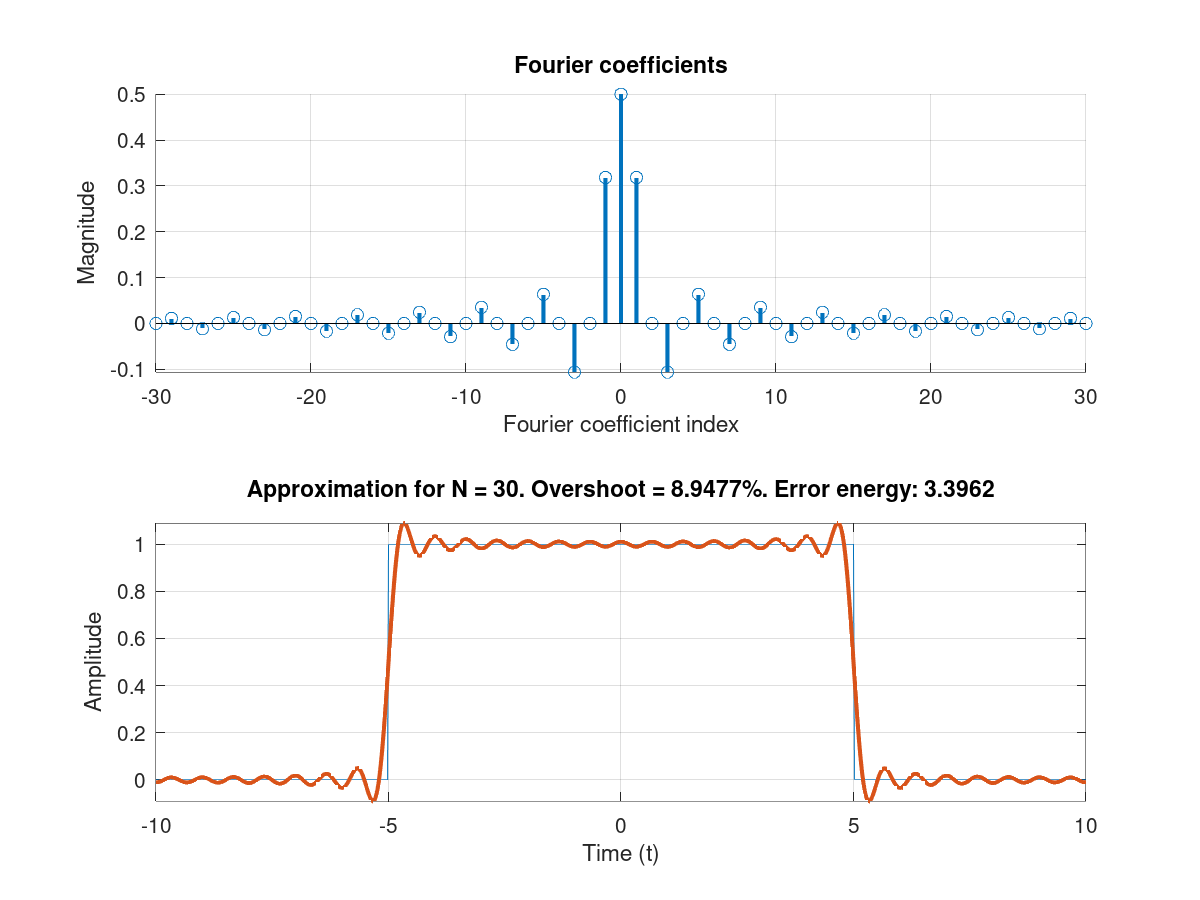 Fourier coefficients
0.5
0.4
0.3
0.2
0.1
0
-0.1
Magnitude
-30 -20 -10 0 10 20 30
Fourier coefficient index
Approximation for N = 30. Overshoot = 8.9477%. Error energy: 3.3962
1
0.8
0.6
0.4
0.2
0
Amplitude
-10 -5 0 5 10
Time (t)